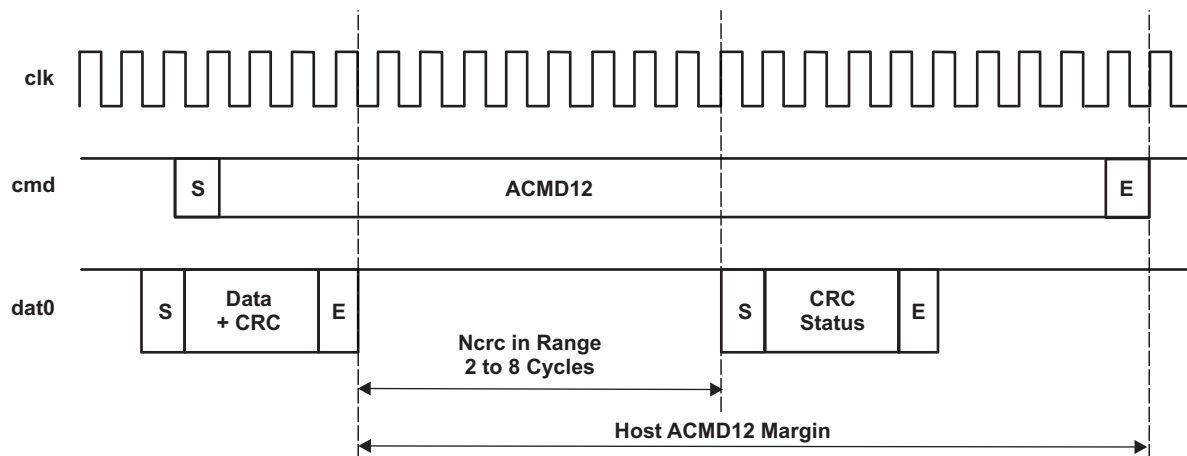 clk
cmd
S
ACMD12
E
dat0
S
Data
+ CRC
E
Ncrc in Range
2 to 8 Cycles
S
CRC
Status
E
Host ACMD12 Margin